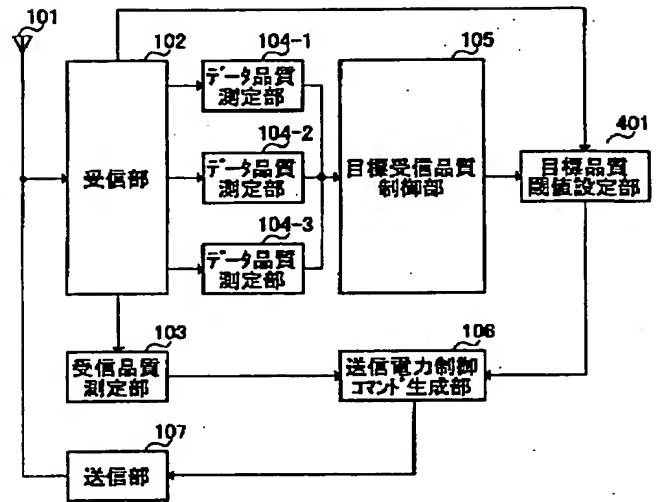 101
102
受信部
104-1
データ品質
測定部
104-2
データ品質
測定部
104-3
データ品質
測定部
105
目標受信品質
制御部
401
目標品質
閾値設定部
103
受信品質
測定部
106
送信電力制御
コマンド生成部
107
送信部